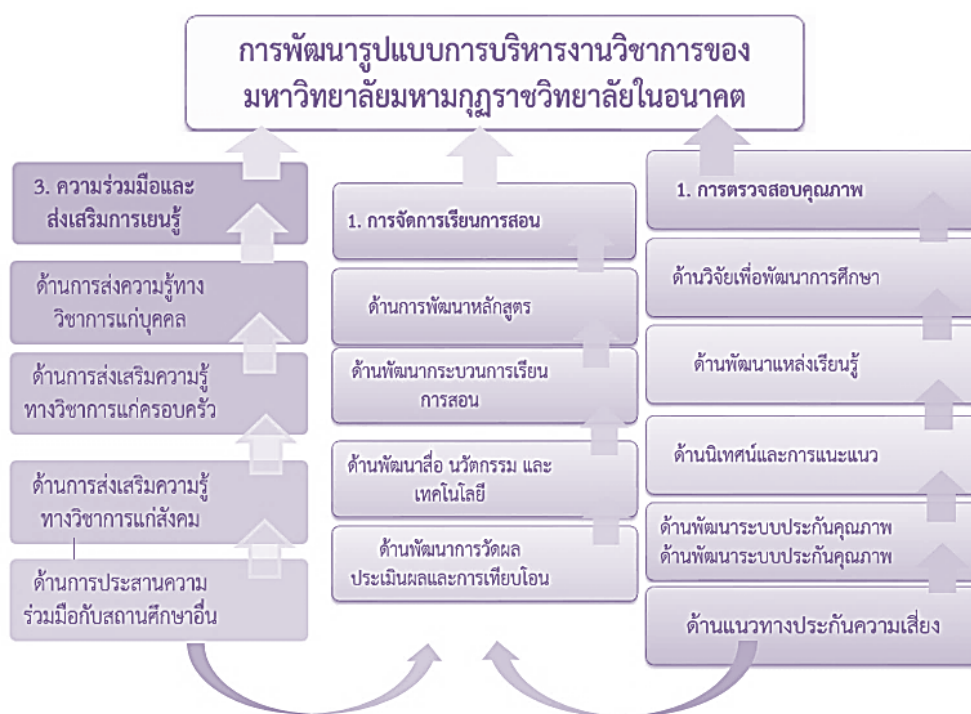 การพัฒนารูปแบบการบริหารงานวิชาการของ
มหาวิทยาลัยมหามกุฏราชวิทยาลัยในอนาคต
3. ความร่วมมือและ
ส่งเสริมการเยนรู้
ด้านการส่งความรู้ทาง
วิชาการแก่บุคคล
ด้านการส่งเสริมความรู้
ทางวิชาการแก่ครอบครัว
ด้านการส่งเสริมความรู้
ทางวิชาการแก่สังคม
ด้านการประสานความ
ร่วมมือกับสถานศึกษาอื่น
1. การจัดการเรียนการสอน
ด้านการพัฒนาหลักสูตร
ด้านพัฒนากระบวนการเรียน
การสอน
ด้านพัฒนาสื่อ นวัตกรรม และ
เทคโนโลยี
ด้านพัฒนาการวัดผล
ประเมินผลและการเทียบโอน
1. การตรวจสอบคุณภาพ
ด้านวิจัยเพื่อพัฒนาการศึกษา
ด้านพัฒนาแหล่งเรียนรู้
ด้านนิเทศน์และการแนะแนว
ด้านพัฒนาระบบประกันคุณภาพ
ด้านพัฒนาระบบประกันคุณภาพ
ด้านแนวทางประกันความเสี่ยง